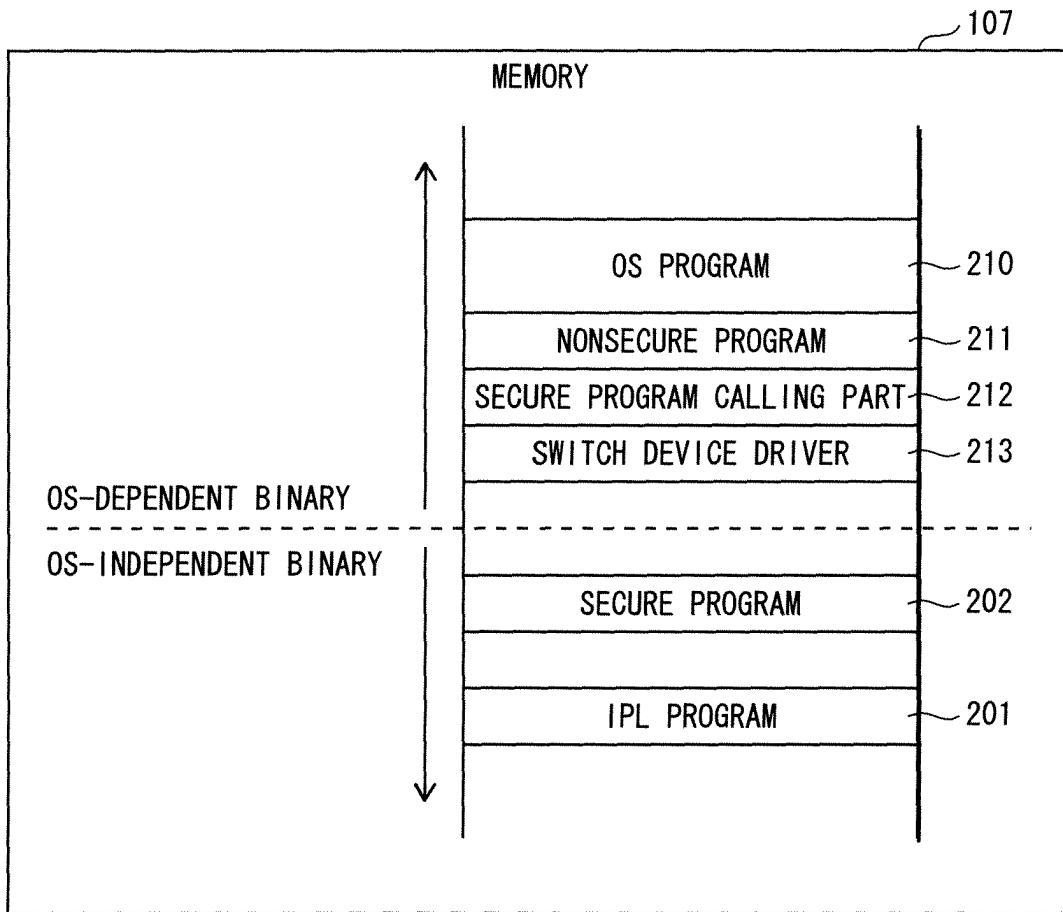 107
MEMORY
OS PROGRAM 210
NONSECURE PROGRAM 211
SECURE PROGRAM CALLING PART 212
SWITCH DEVICE DRIVER 213
OS-DEPENDENT BINARY
OS-INDEPENDENT BINARY
SECURE PROGRAM 202
IPL PROGRAM 201